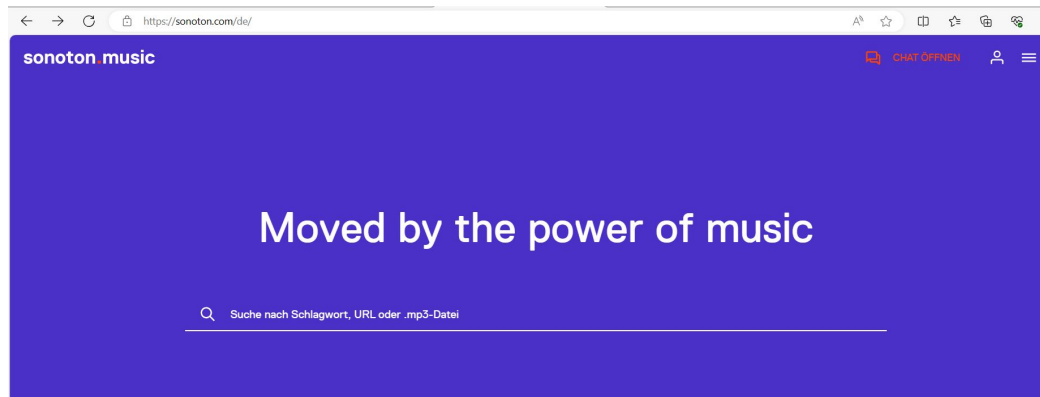 https://sonoton.com/de/
sonoton.music
CHAT ÖFFNEN
Moved by the power of music
Suche nach Schlagwort, URL oder .mp3-Datei